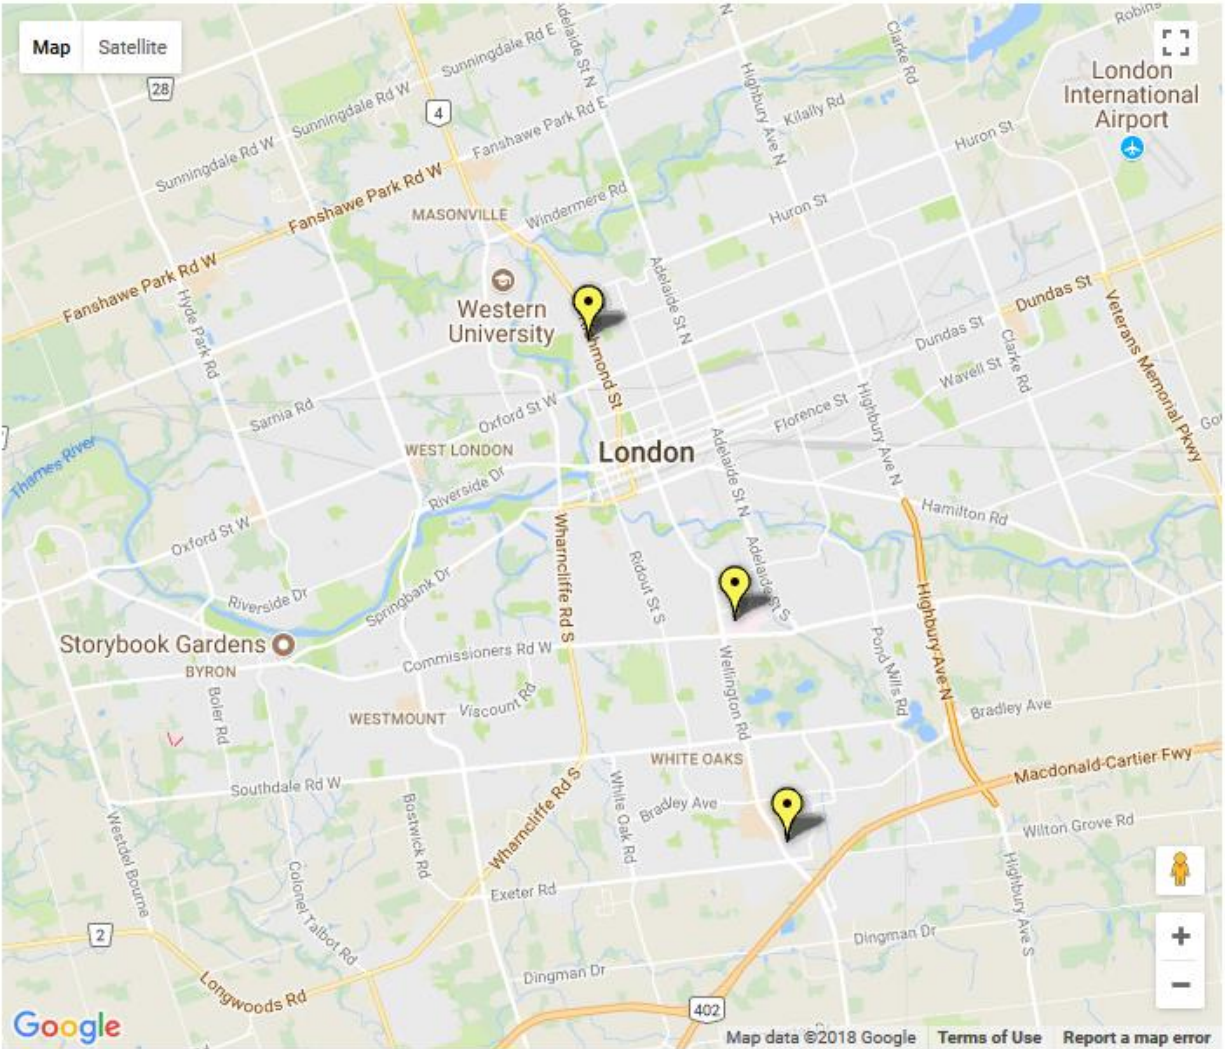 Map
Satellite
Robins
Sunningdale Rd E
Adelaide St N
Clarke Rd
London
International
Airport
28
4
Highbury Ave N
Kilally Rd
Sunningdale Rd W
Fanshawe Park Rd E
Huron St
Sunningdale Rd W
Fanshawe Park Rd W
MASONVILLE
Windermere Rd
Huron St
Fanshawe Park Rd W
Hyde Park Rd
Western
University
Adelaide St N
Dundas St
Veterans Memorial Pkwy
Dundas St
Clarke Rd
mond St
Wavell St
Sarnia Rd
Oxford St W
Florence St
Highbury Ave N
Go
Thames River
WEST LONDON
London
Adelaide St N
Riverside Dr
Hamilton Rd
Oxford St W
Wharncliffe Rd S
Ridout St S
Adelaide St S
Riverside Dr
Springbank Dr
Highbury Ave N
Storybook Gardens
BYRON
Commissioners Rd W
Wellington Rd
Pond Mills Rd
Boler Rd
Viscount Rd
WESTMOUNT
Bradley Ave
WHITE OAKS
Macdonald-Cartier Fwy
Southdale Rd W
Bostwick Rd
Wharncliffe Rd S
White Oak Rd
Bradley Ave
Wilton Grove Rd
Westdel Bourne
Colonel Talbot Rd
Exeter Rd
Highbury Ave S
2
Dingman Dr
Dingman Dr
Longwoods Rd
402
Google
Map data ©2018 Google
Terms of Use
Report a map error